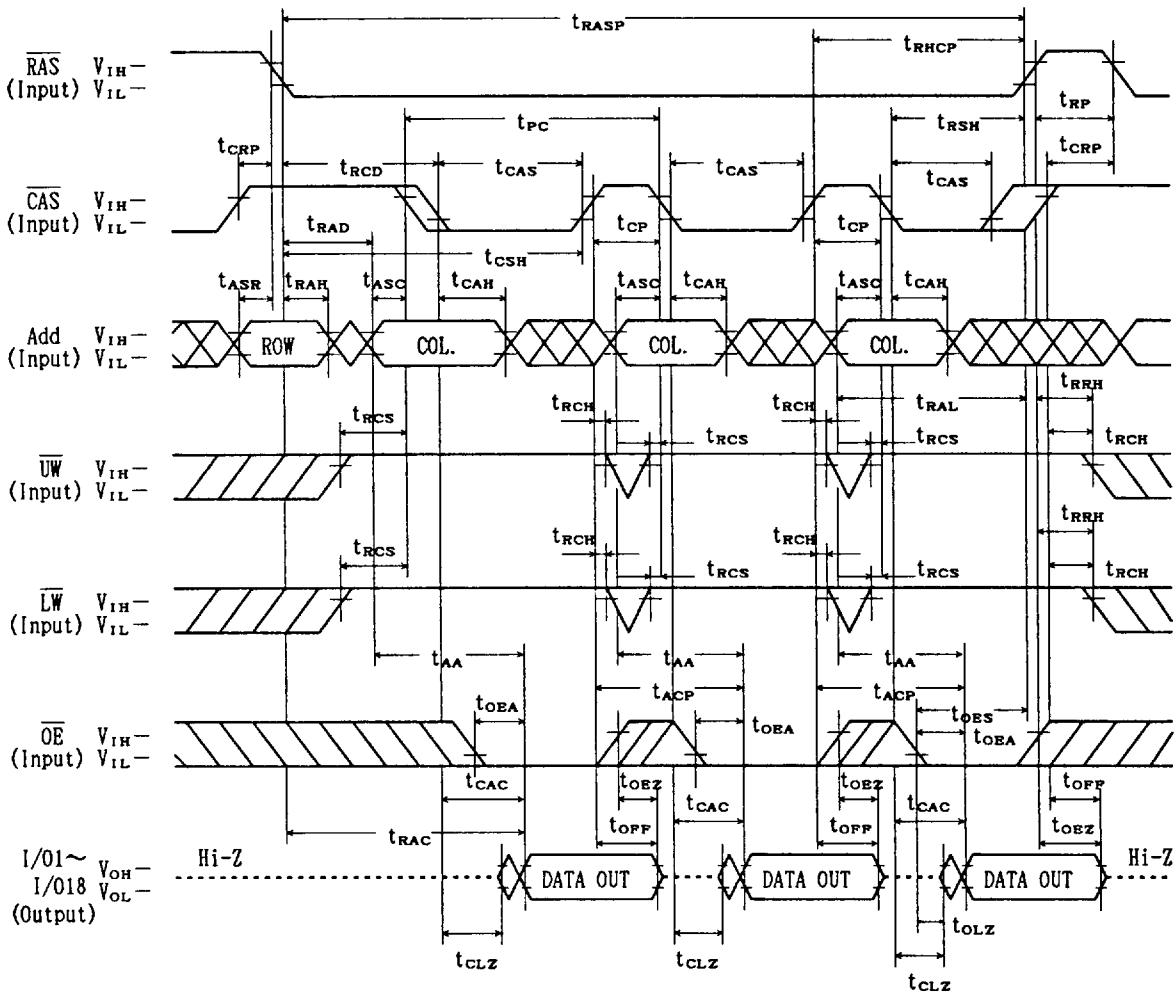 tRASP
tRHCP
RAS VIH
(Input) VIL
tRP
tPC tRSH
tCRP tRCD tCAS tCAS tCAS tCRP
CAS VIH
(Input) VIL
tRAD tCP tCP
tCSH
tASR tRAH tASC tCAH tASC tCAH tASC tCAH
Add VIH
(Input) VIL
ROW COL. COL. COL.
tRCS tRCH tRCH tRAL tRRH
tRCS tRCS tRCH
UW VIH
(Input) VIL
tRRH
tRCS tRCH tRCH
tRCS tRCS tRCH
LW VIH
(Input) VIL
tAA tAA tAA
tACP tACP
tOEA tOEA tOES
tOEA
OE VIH
(Input) VIL
tCAC tOEZ tCAC tOEZ tCAC tOFF
tRAC tOFF tOFF tOEZ
I/O1~ VOH
I/O18 VOL
(Output)
Hi-Z DATA OUT DATA OUT DATA OUT Hi-Z
tOLZ
tCLZ tCLZ tCLZ